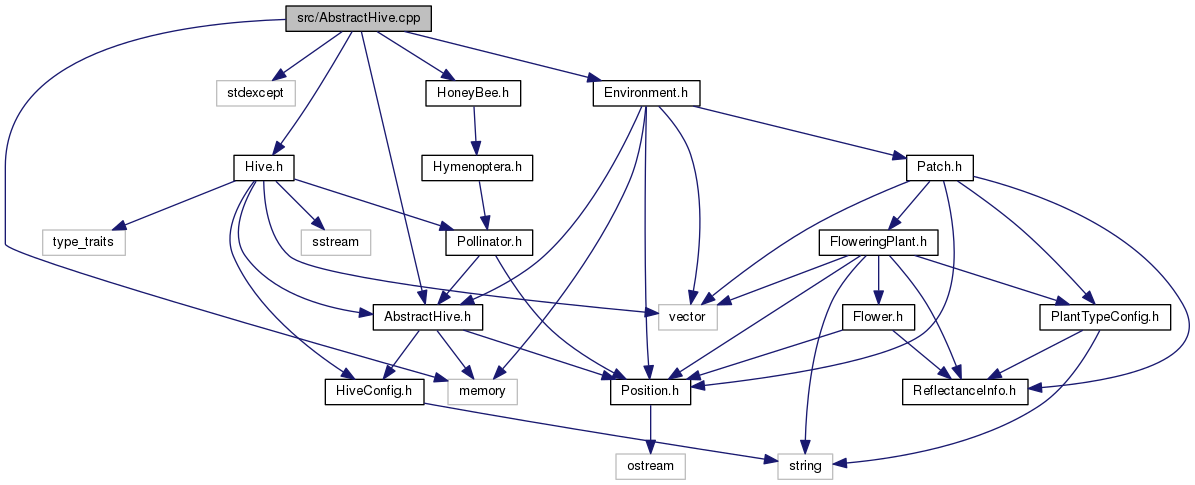 src/AbstractHive.cpp
stdexcept
HoneyBee.h
Environment.h
Hive.h
Hymenoptera.h
Patch.h
type_traits
sstream
Pollinator.h
FloweringPlant.h
AbstractHive.h
vector
Flower.h
PlantTypeConfig.h
HiveConfig.h
memory
Position.h
ReflectanceInfo.h
ostream
string